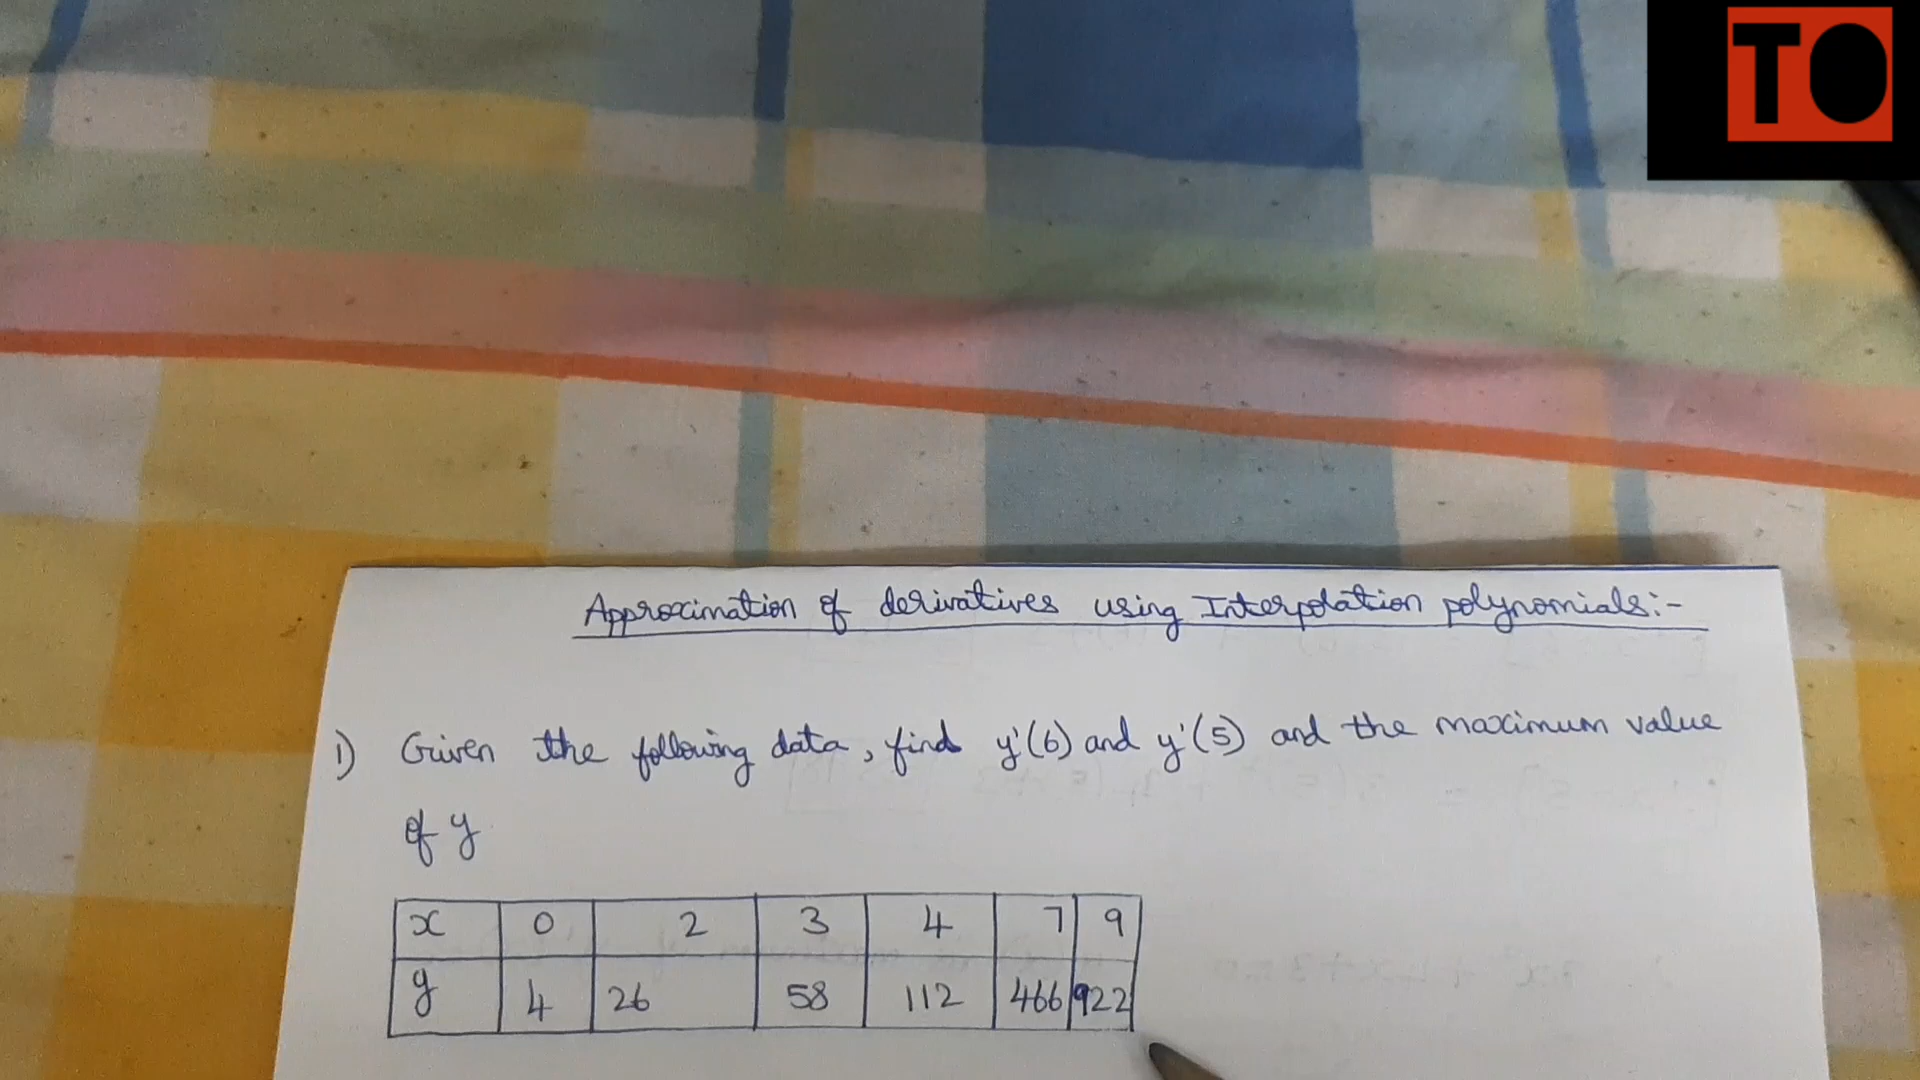 TO
Approximation of derivatives using Interpolation polynomials:-
1) Given the following data, find y'(6) and y'(5) and the maximum value
of y
x 0 2 3 4 7 9
y 4 26 58 112 466 922